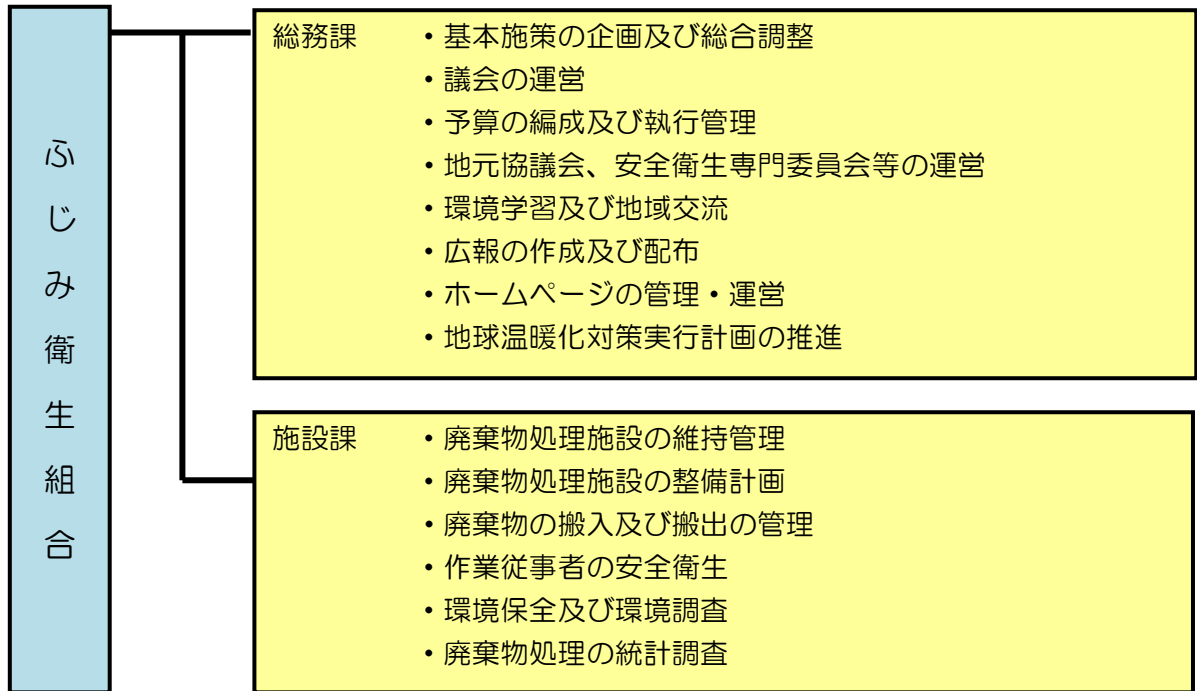 ふじみ衛生組合
総務課 ・基本施策の企画及び総合調整
・議会の運営
・予算の編成及び執行管理
・地元協議会、安全衛生専門委員会等の運営
・環境学習及び地域交流
・広報の作成及び配布
・ホームページの管理・運営
・地球温暖化対策実行計画の推進
施設課 ・廃棄物処理施設の維持管理
・廃棄物処理施設の整備計画
・廃棄物の搬入及び搬出の管理
・作業従事者の安全衛生
・環境保全及び環境調査
・廃棄物処理の統計調査